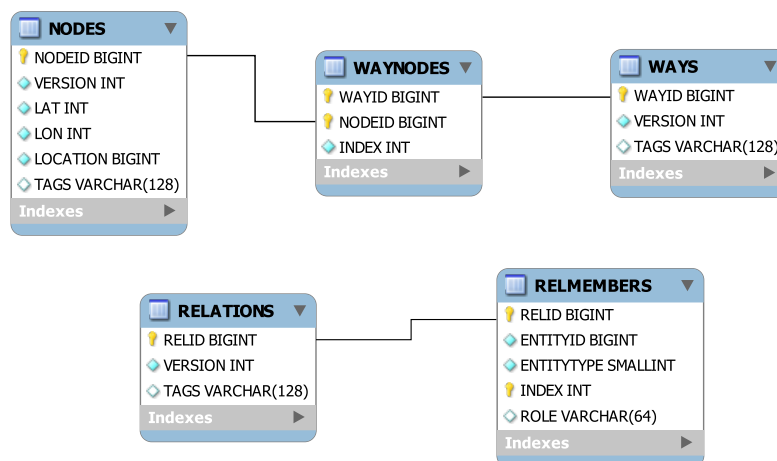 NODES
NODEID BIGINT
VERSION INT
LAT INT
LON INT
LOCATION BIGINT
TAGS VARCHAR(128)
Indexes
WAYNODES
WAYID BIGINT
NODEID BIGINT
INDEX INT
Indexes
WAYS
WAYID BIGINT
VERSION INT
TAGS VARCHAR(128)
Indexes
RELATIONS
RELID BIGINT
VERSION INT
TAGS VARCHAR(128)
Indexes
RELMEMBERS
RELID BIGINT
ENTITYID BIGINT
ENTITYTYPE SMALLINT
INDEX INT
ROLE VARCHAR(64)
Indexes